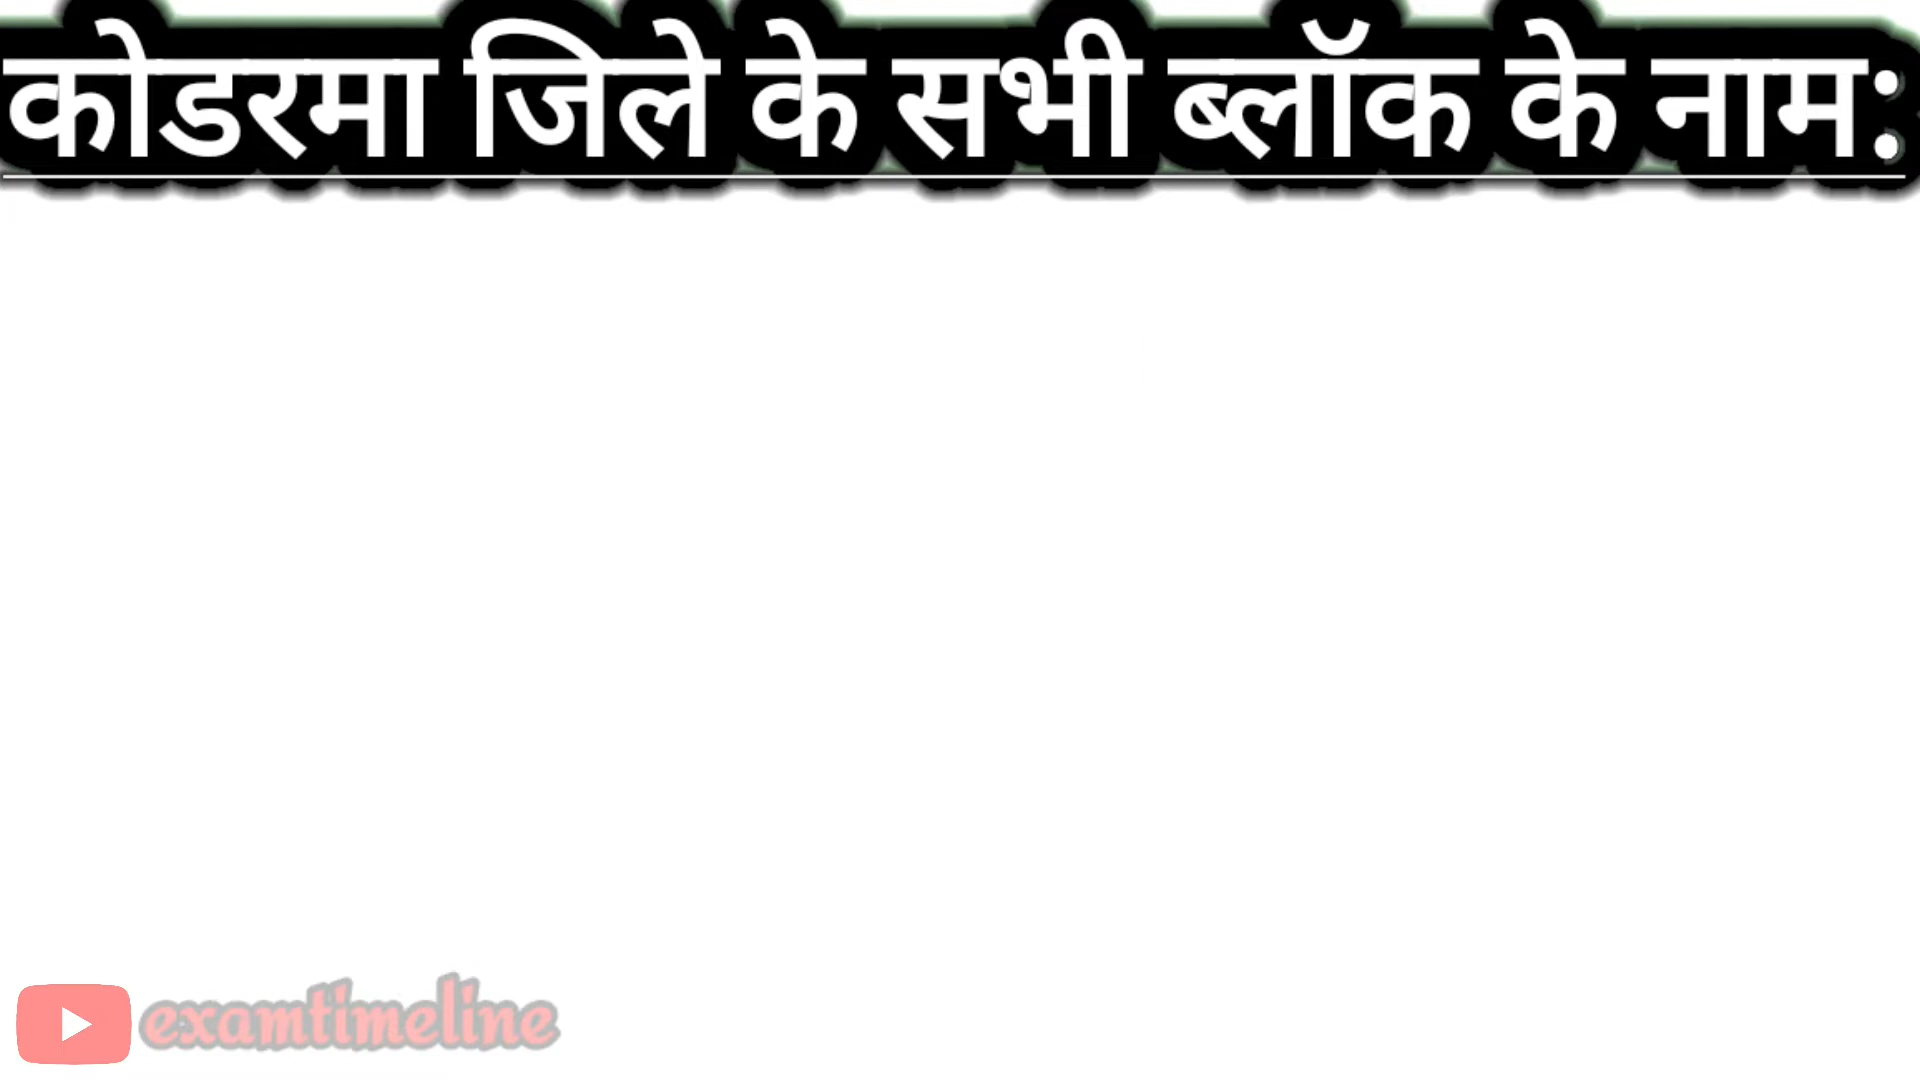 कोडरमा जिले के सभी ब्लॉक के नाम:
examtimeline